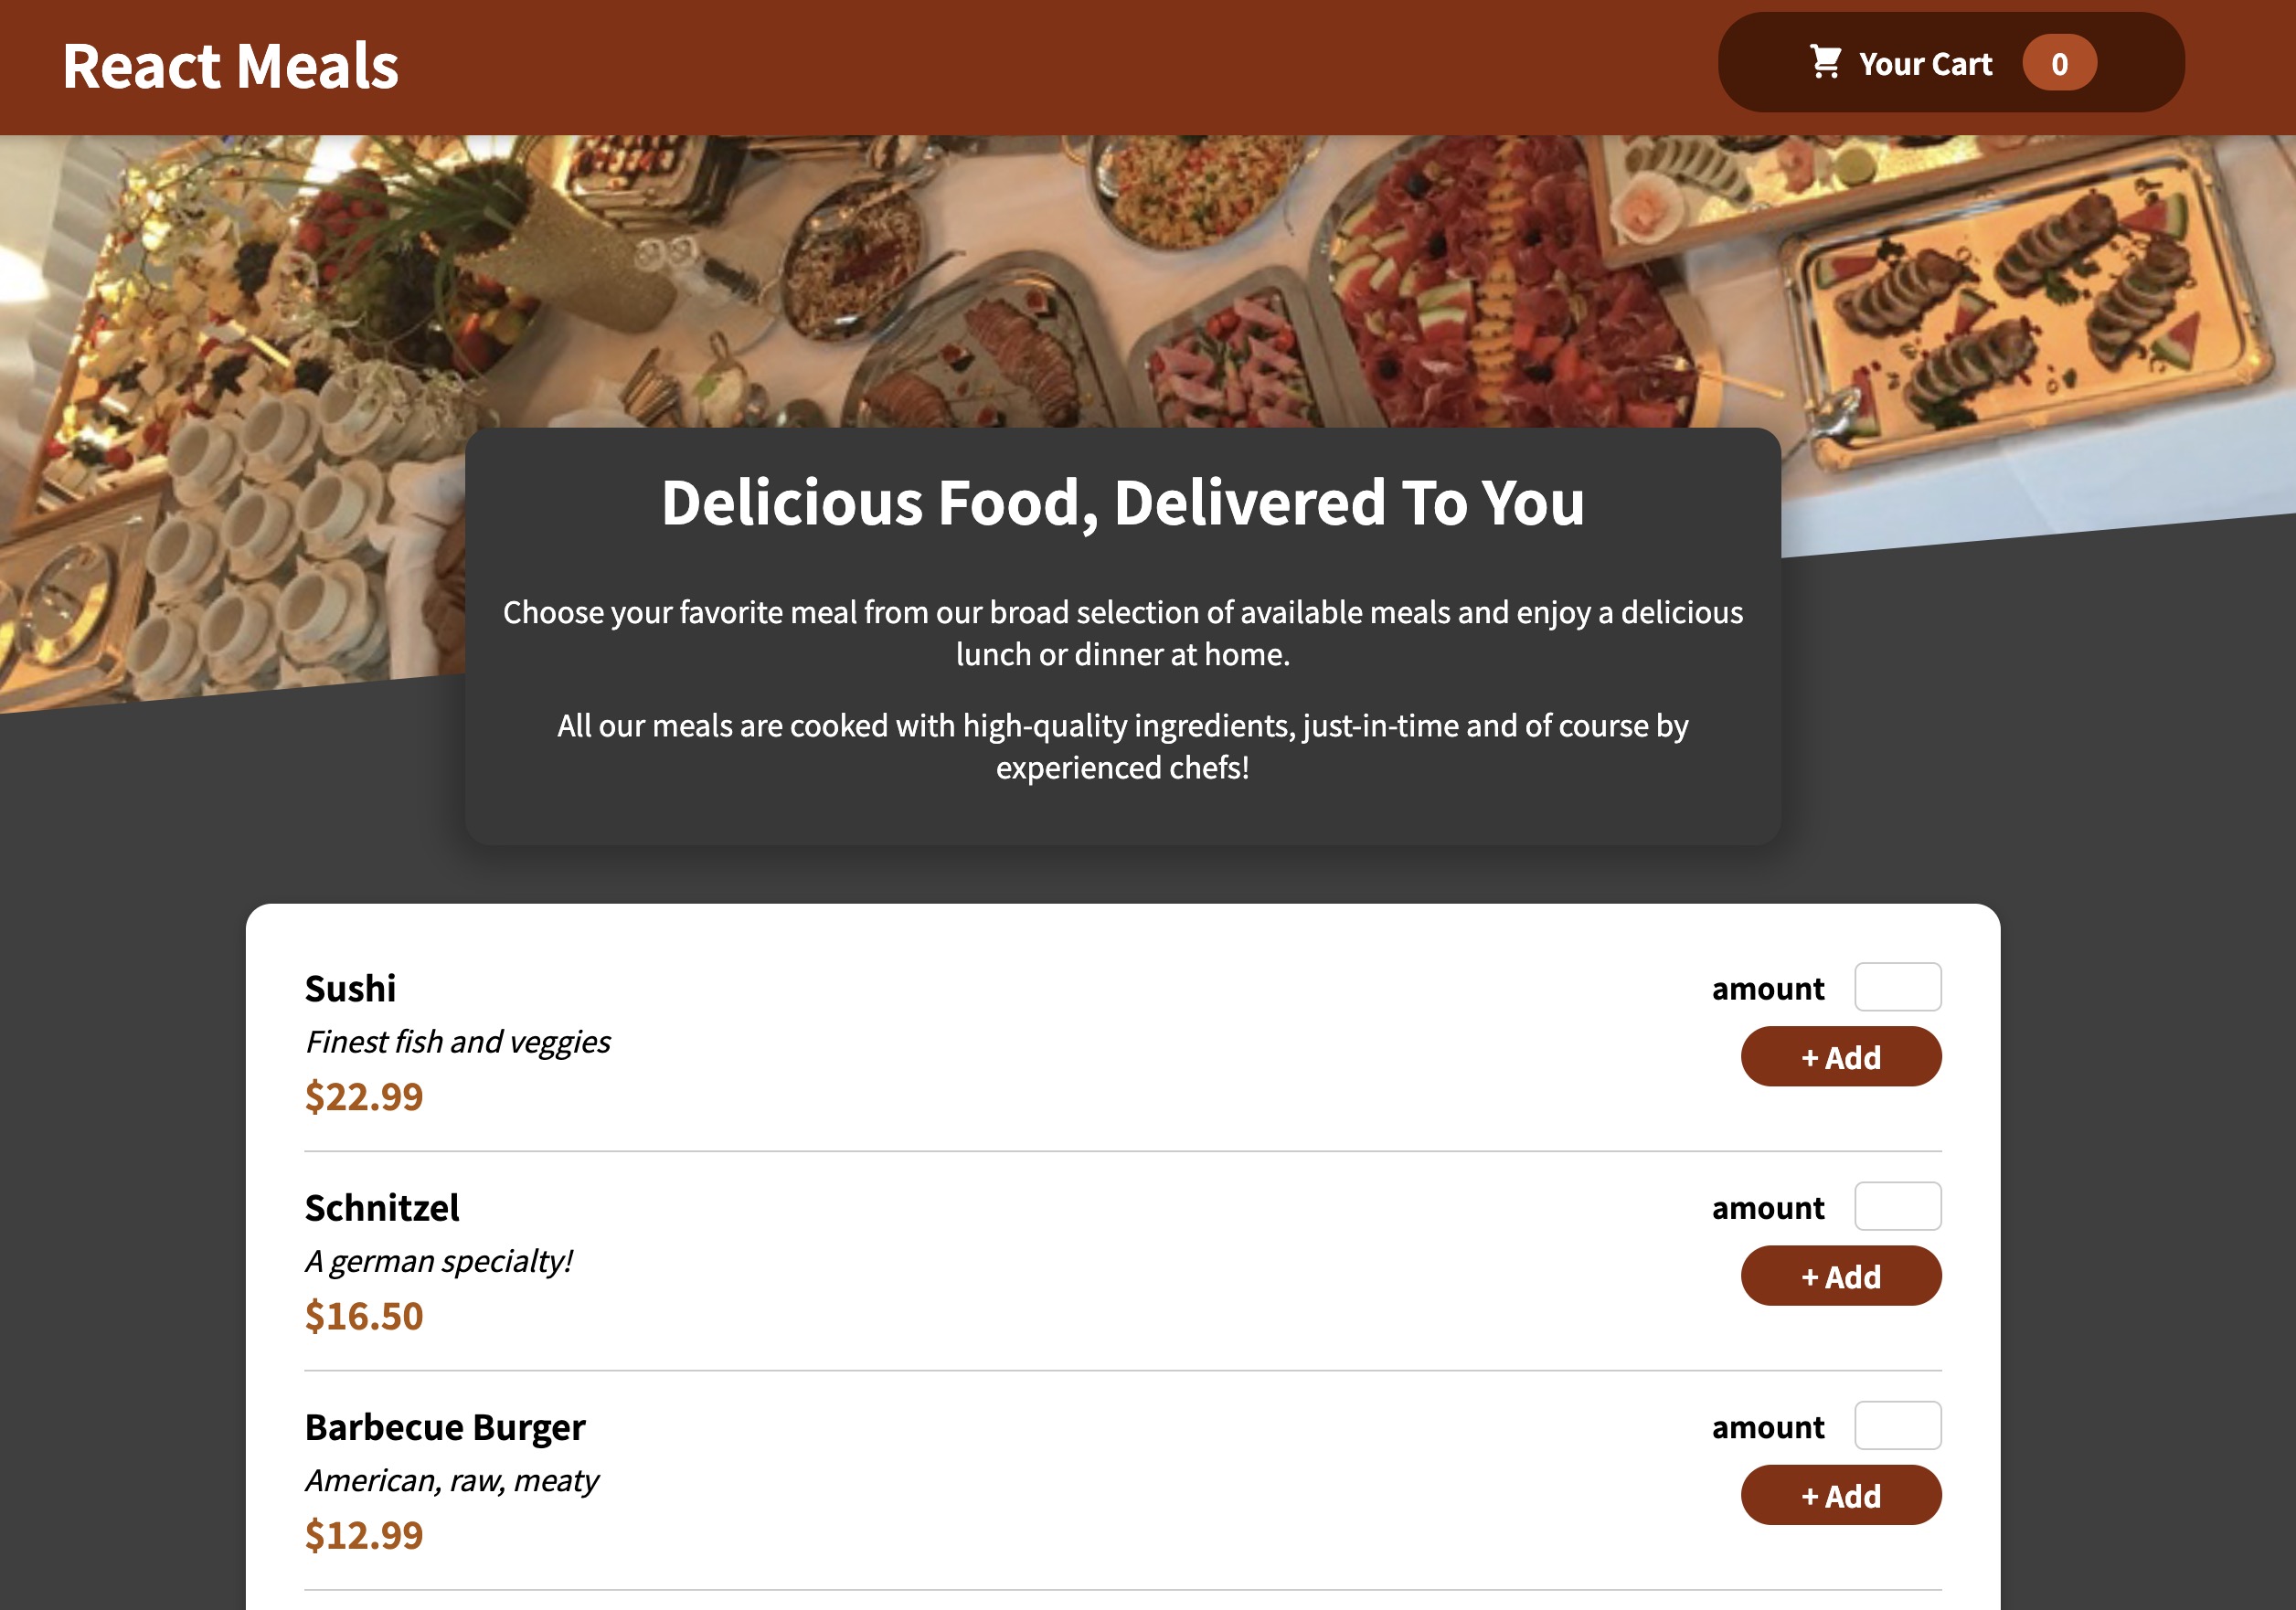 React Meals
Your Cart 0
Delicious Food, Delivered To You
Choose your favorite meal from our broad selection of available meals and enjoy a delicious
lunch or dinner at home.
All our meals are cooked with high-quality ingredients, just-in-time and of course by
experienced chefs!
Sushi
Finest fish and veggies
$22.99
amount
+ Add
Schnitzel
A german specialty!
$16.50
amount
+ Add
Barbecue Burger
American, raw, meaty
$12.99
amount
+ Add